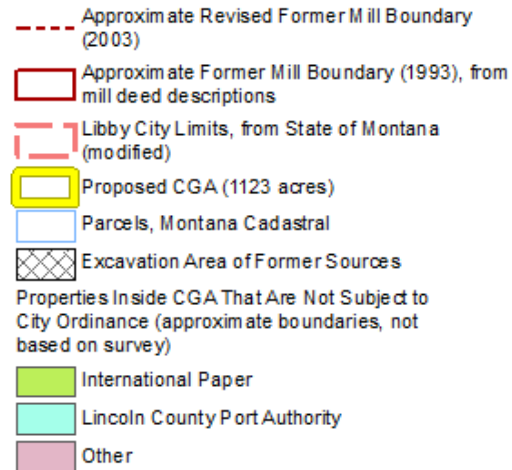 Approximate Revised Former Mill Boundary
(2003)
Approximate Former Mill Boundary (1993), from
mill deed descriptions
Libby City Limits, from State of Montana
(modified)
Proposed CGA (1123 acres)
Parcels, Montana Cadastral
Excavation Area of Former Sources
Properties Inside CGA That Are Not Subject to
City Ordinance (approximate boundaries, not
based on survey)
International Paper
Lincoln County Port Authority
Other